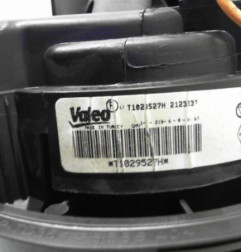 Valeo T1029527H 2123137
MADE IN TURKEY
*T1029527H*